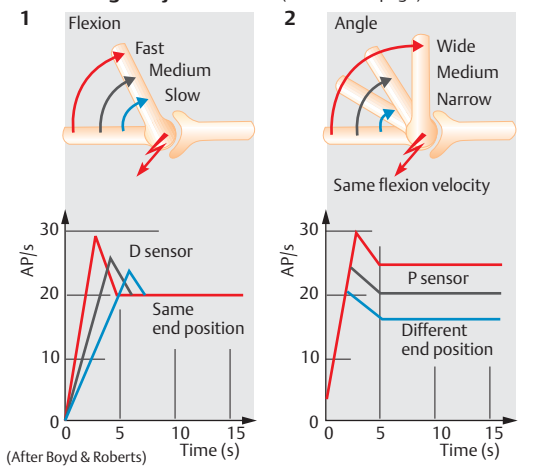 1
Flexion
Fast
Medium
Slow
30
20
10
0
AP/s
D sensor
Same
end position
0 5 10 15
Time (s)
(After Boyd & Roberts)
2
Angle
Wide
Medium
Narrow
Same flexion velocity
30
20
10
0
AP/s
P sensor
Different
end position
0 5 10 15
Time (s)